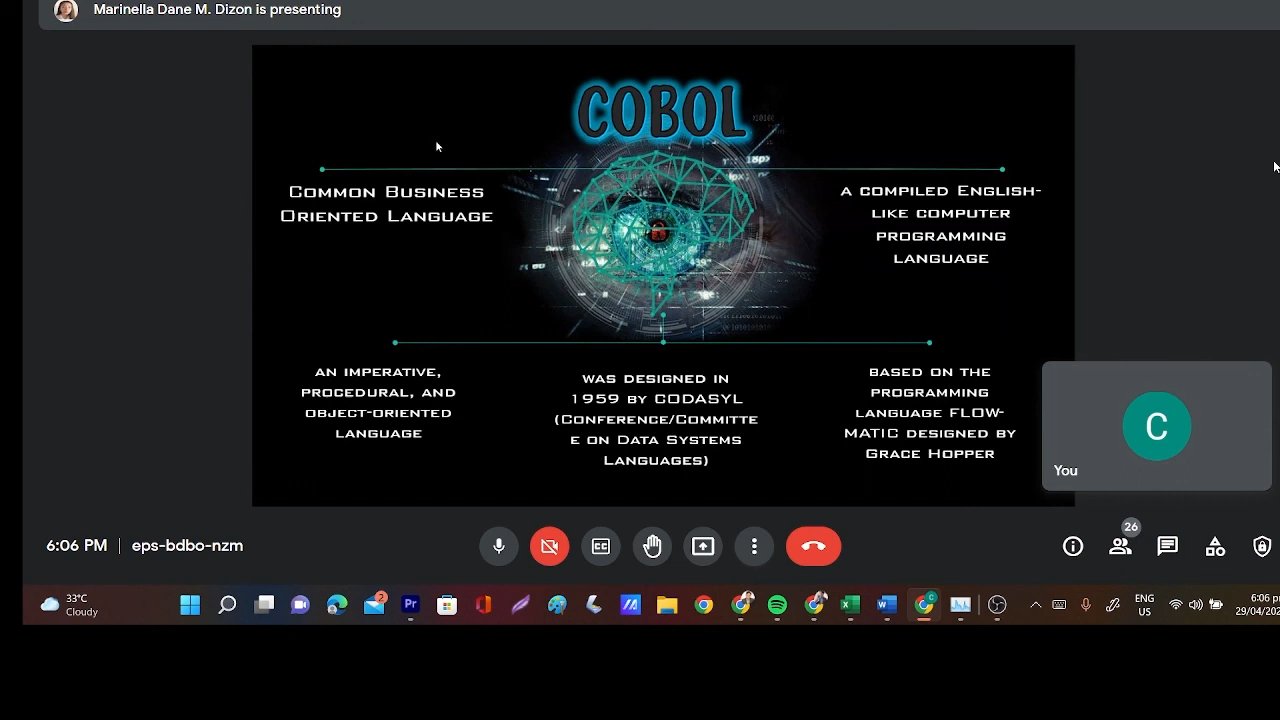 Marinella Dane M. Dizon is presenting
COBOL
COMMON BUSINESS
ORIENTED LANGUAGE
A COMPILED ENGLISH-
LIKE COMPUTER
PROGRAMMING
LANGUAGE
AN IMPERATIVE,
PROCEDURAL, AND
OBJECT-ORIENTED
LANGUAGE
WAS DESIGNED IN
1959 BY CODASYL
(CONFERENCE/COMMITTE
E ON DATA SYSTEMS
LANGUAGES)
BASED ON THE
PROGRAMMING
LANGUAGE FLOW-
MATIC DESIGNED BY
GRACE HOPPER
C
You
6:06 PM
eps-bdbo-nzm
26
33°C
Cloudy
2
Pr
ENG
US
6:06
29/04/202